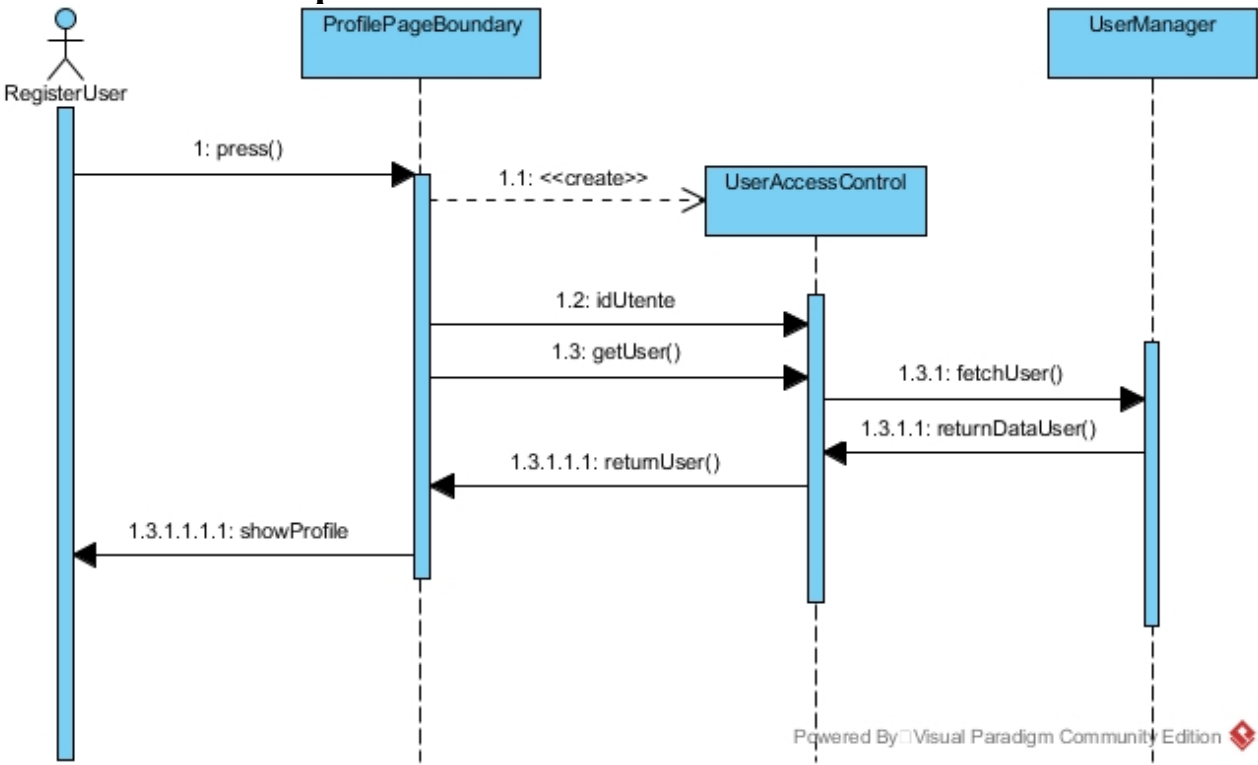 ProfilePageBoundary
UserManager
RegisterUser
1: press()
1.1: <<create>>
UserAccessControl
1.2: idUtente
1.3: getUser()
1.3.1: fetchUser()
1.3.1.1: returnDataUser()
1.3.1.1.1: returnUser()
1.3.1.1.1.1: showProfile
Powered By Visual Paradigm Community Edition